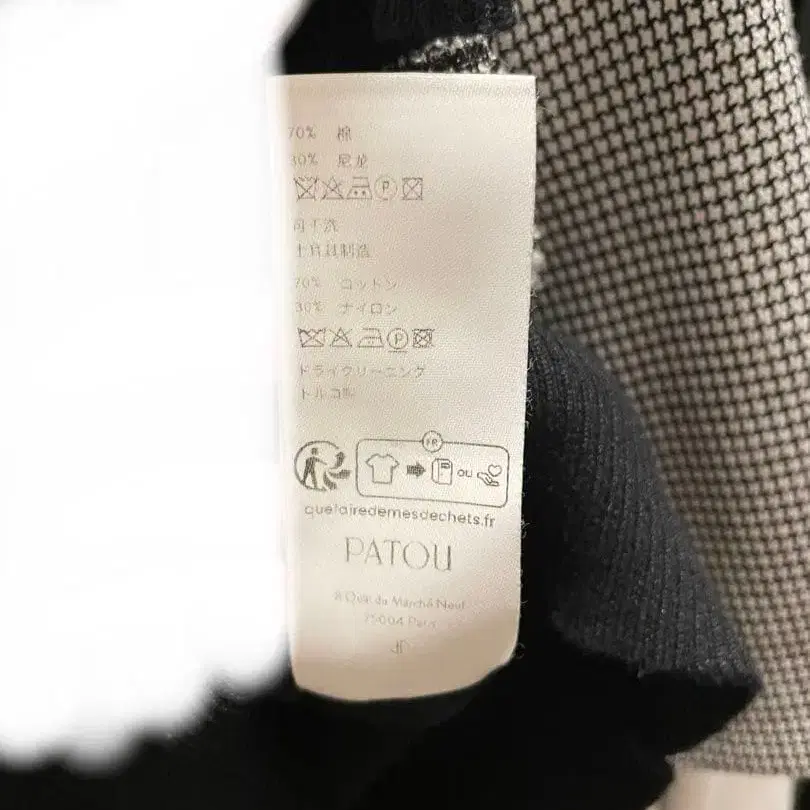 70% 棉
30% 尼龙
P
可干洗
土耳其制造
70% コットン
30% ナイロン
P
ドライクリーニング
トルコ製
FR
OU
quefairedemesdechets.fr
PATOU
8 Quai du Marché Neuf
75004 Paris
JP